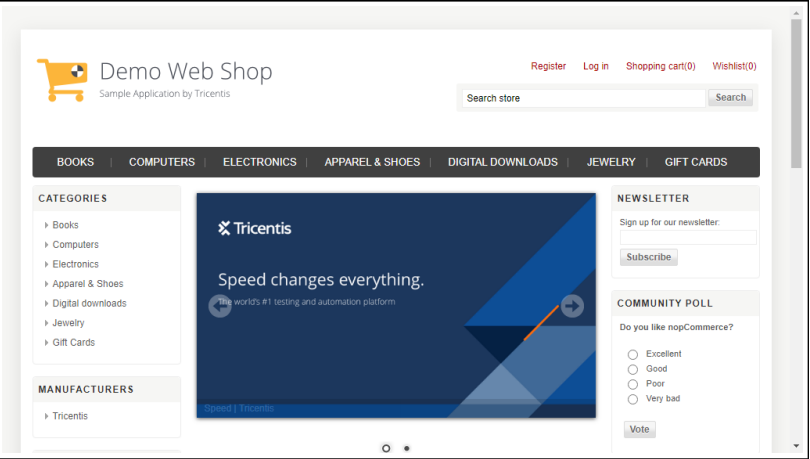 Demo Web Shop
Sample Application by Tricentis
Register Log in Shopping cart(0) Wishlist(0)
Search store Search
BOOKS | COMPUTERS | ELECTRONICS | APPAREL & SHOES | DIGITAL DOWNLOADS | JEWELRY | GIFT CARDS
CATEGORIES
Books
Computers
Electronics
Apparel & Shoes
Digital downloads
Jewelry
Gift Cards
MANUFACTURERS
Tricentis
Tricentis
Speed changes everything.
The world's #1 testing and automation platform
Speed | Tricentis
NEWSLETTER
Sign up for our newsletter:
Subscribe
COMMUNITY POLL
Do you like nopCommerce?
Excellent
Good
Poor
Very bad
Vote